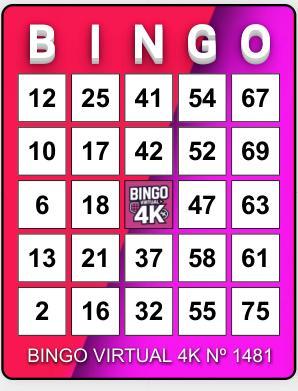 B I N G O
12 25 41 54 67
10 17 42 52 69
6 18 BINGO VIRTUAL 4K 47 63
13 21 37 58 61
2 16 32 55 75
BINGO VIRTUAL 4K Nº 1481